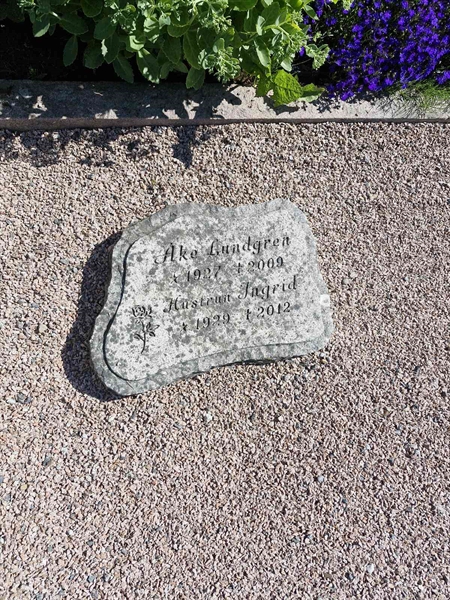 Åke Lundgren
* 1927 † 2009
Hustrun Ingrid
* 1929 † 2012